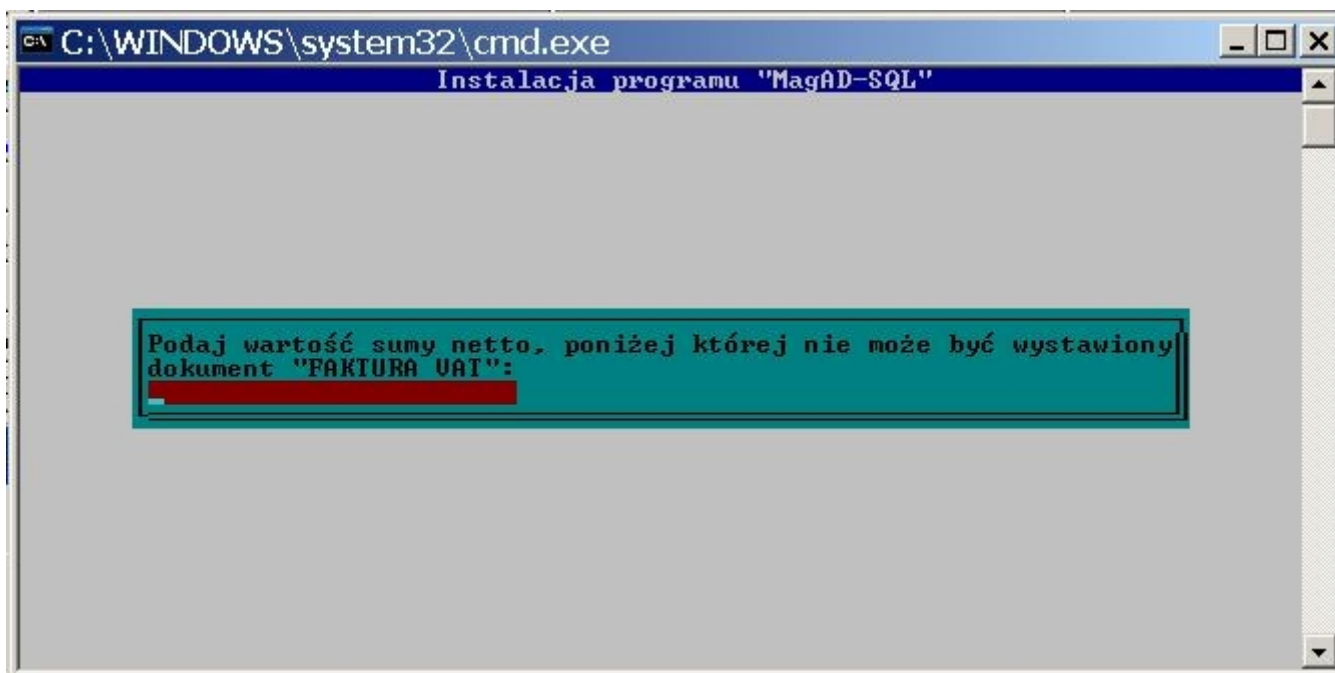 C:\WINDOWS\system32\cmd.exe
Instalacja programu "MagAD-SQL"
Podaj wartość sumy netto, poniżej której nie może być wystawiony
dokument "FAKTURA VAT":